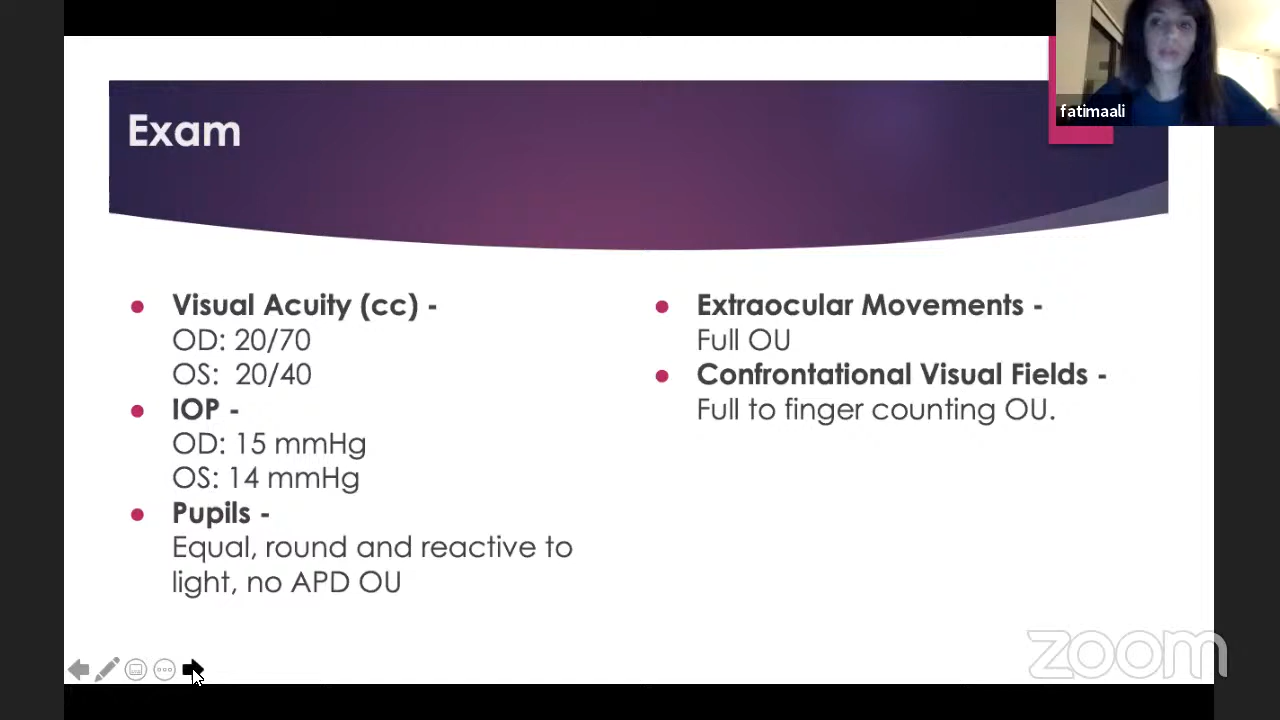 fatimaali
Exam
Visual Acuity (cc) -
OD: 20/70
OS: 20/40
IOP -
OD: 15 mmHg
OS: 14 mmHg
Pupils -
Equal, round and reactive to
light, no APD OU
Extraocular Movements -
Full OU
Confrontational Visual Fields -
Full to finger counting OU.
zoom